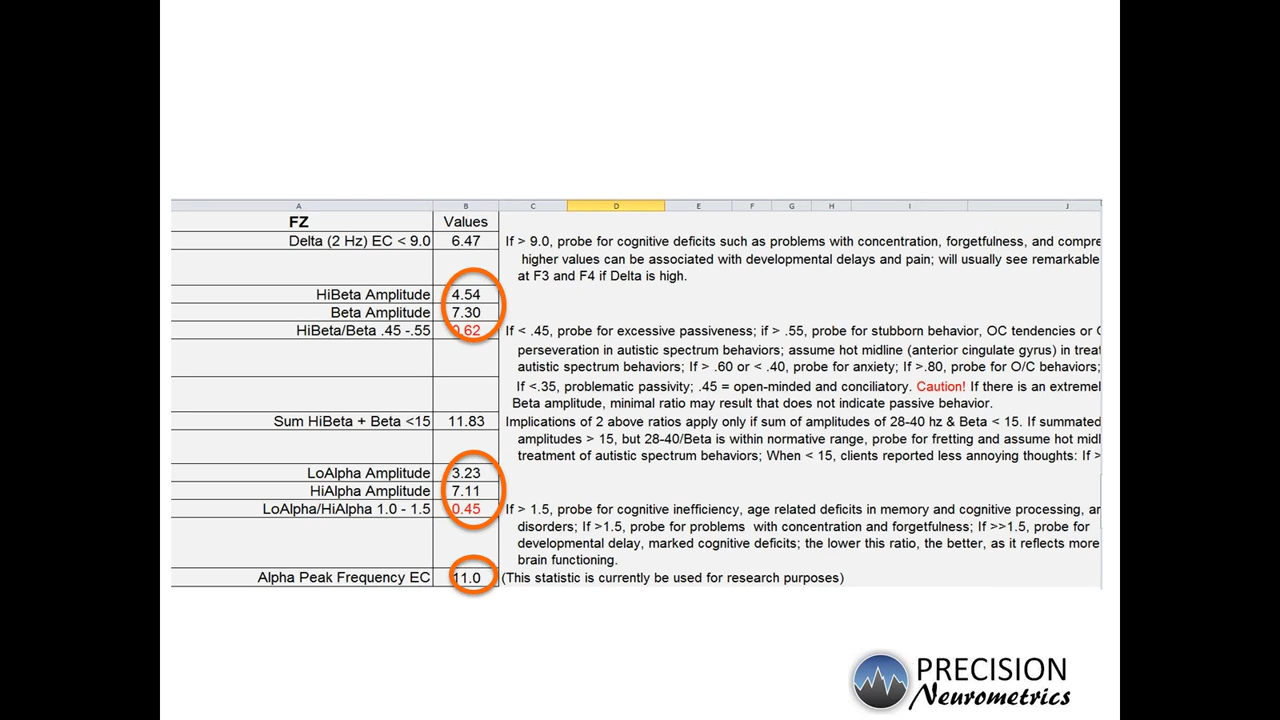 A B C D E F G H I J
FZ Values
Delta (2 Hz) EC < 9.0 6.47 If > 9.0, probe for cognitive deficits such as problems with concentration, forgetfulness, and compre
higher values can be associated with developmental delays and pain; will usually see remarkable
at F3 and F4 if Delta is high.
HiBeta Amplitude 4.54
Beta Amplitude 7.30
HiBeta/Beta .45 -.55 0.62 If < .45, probe for excessive passiveness; if > .55, probe for stubborn behavior, OC tendencies or
perseveration in autistic spectrum behaviors; assume hot midline (anterior cingulate gyrus) in treat
autistic spectrum behaviors; If > .60 or < .40, probe for anxiety; If >.80, probe for O/C behaviors;
If <.35, problematic passivity; .45 = open-minded and conciliatory. Caution! If there is an extremel
Beta amplitude, minimal ratio may result that does not indicate passive behavior.
Sum HiBeta + Beta <15 11.83 Implications of 2 above ratios apply only if sum of amplitudes of 28-40 hz & Beta < 15. If summated
amplitudes > 15, but 28-40/Beta is within normative range, probe for fretting and assume hot midl
treatment of autistic spectrum behaviors; When < 15, clients reported less annoying thoughts: If >
LoAlpha Amplitude 3.23
HiAlpha Amplitude 7.11
LoAlpha/HiAlpha 1.0 - 1.5 0.45 If > 1.5, probe for cognitive inefficiency, age related deficits in memory and cognitive processing, an
disorders; If >1.5, probe for problems with concentration and forgetfulness; If >>1.5, probe for
developmental delay, marked cognitive deficits; the lower this ratio, the better, as it reflects more
brain functioning.
Alpha Peak Frequency EC 11.0 (This statistic is currently be used for research purposes)
PRECISION
Neurometrics